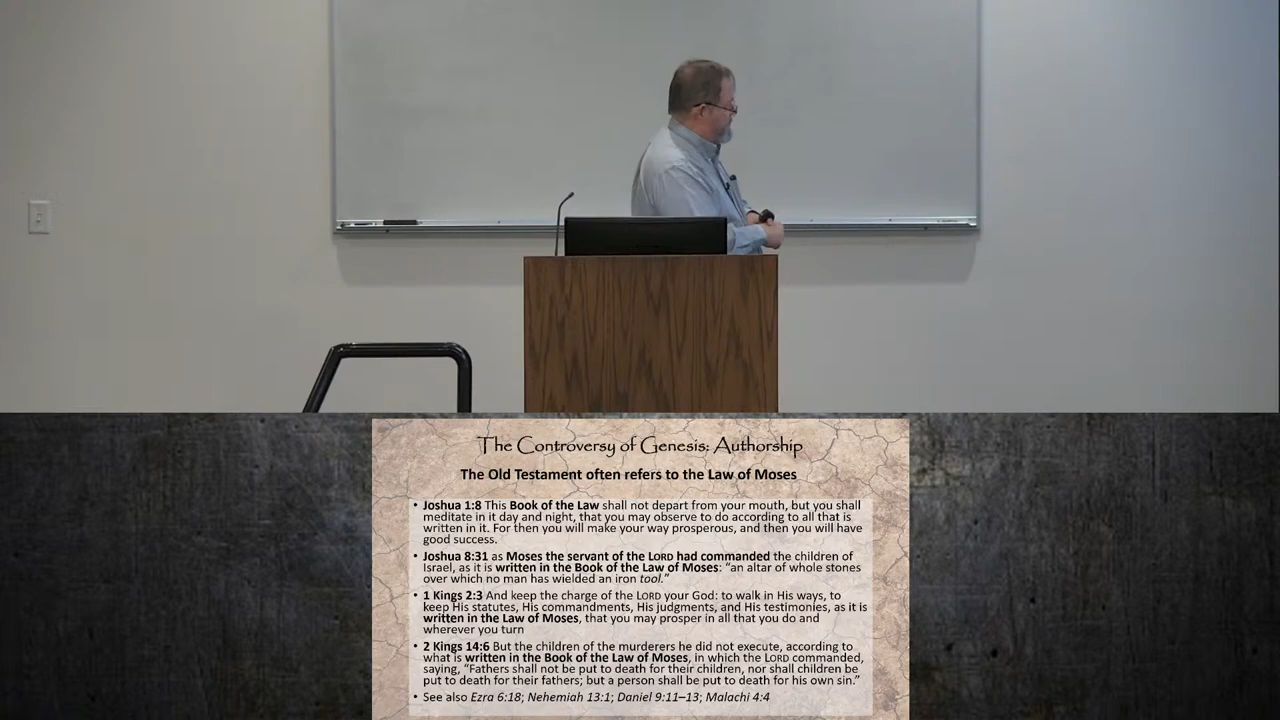 The Controversy of Genesis: Authorship
The Old Testament often refers to the Law of Moses
• Joshua 1:8 This Book of the Law shall not depart from your mouth, but you shall
meditate in it day and night, that you may observe to do according to all that is
written in it. For then you will make your way prosperous, and then you will have
good success.
• Joshua 8:31 as Moses the servant of the LORD had commanded the children of
Israel, as it is written in the Book of the Law of Moses: “an altar of whole stones
over which no man has wielded an iron tool.”
• 1 Kings 2:3 And keep the charge of the LORD your God: to walk in His ways, to
keep His statutes, His commandments, His judgments, and His testimonies, as it is
written in the Law of Moses, that you may prosper in all that you do and
wherever you turn
• 2 Kings 14:6 But the children of the murderers he did not execute, according to
what is written in the Book of the Law of Moses, in which the LORD commanded,
saying, “Fathers shall not be put to death for their children, nor shall children be
put to death for their fathers; but a person shall be put to death for his own sin.”
• See also Ezra 6:18; Nehemiah 13:1; Daniel 9:11–13; Malachi 4:4